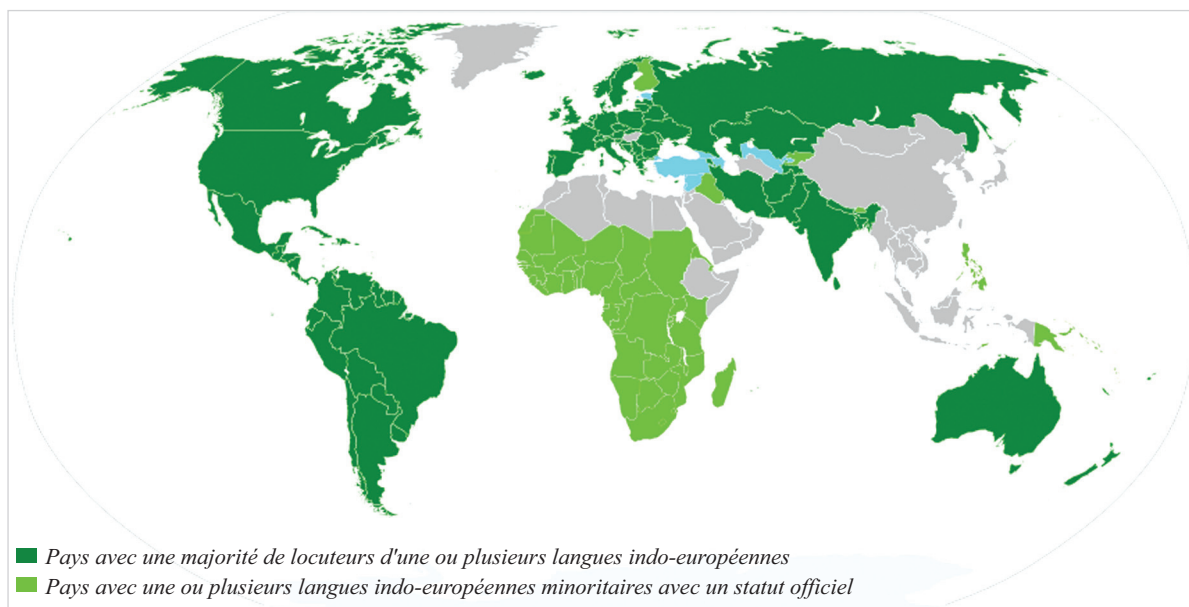 Pays avec une majorité de locuteurs d'une ou plusieurs langues indo-européennes
Pays avec une ou plusieurs langues indo-européennes minoritaires avec un statut officiel